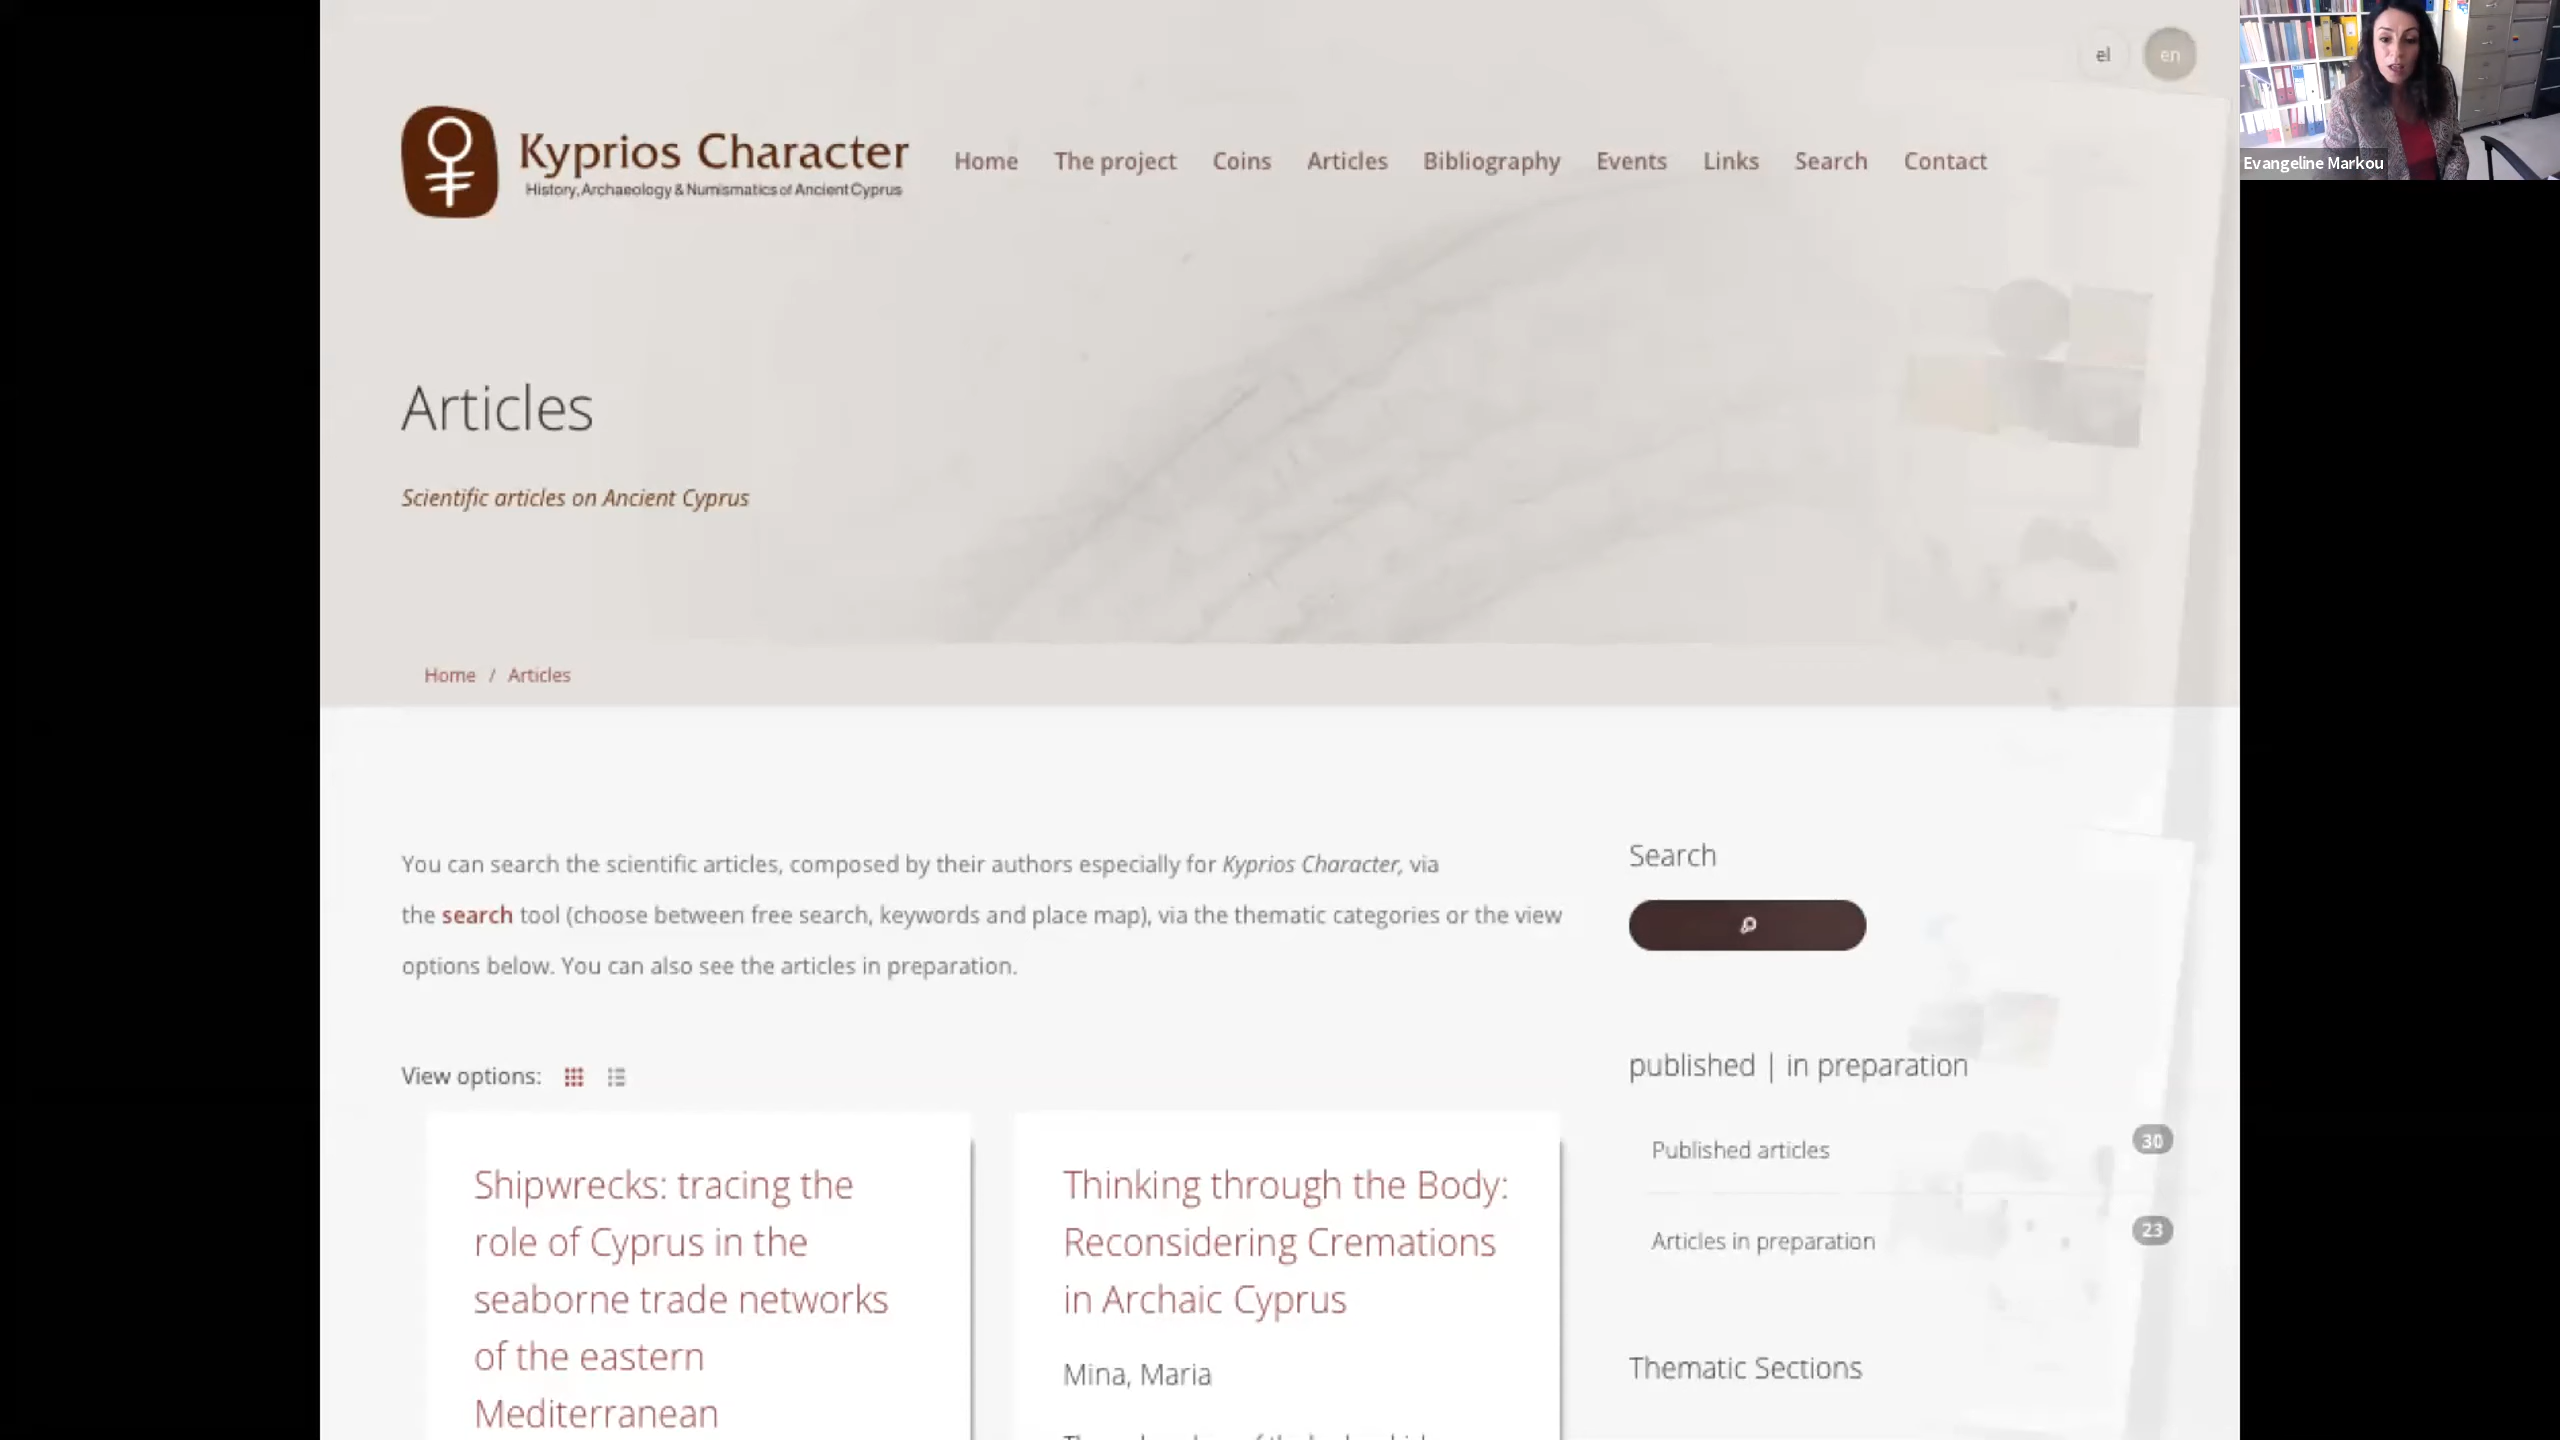 el
en
Kyprios Character
History, Archaeology & Numismatics of Ancient Cyprus
Home
The project
Coins
Articles
Bibliography
Events
Links
Search
Contact
Evangeline Markou
Articles
Scientific articles on Ancient Cyprus
Home / Articles
You can search the scientific articles, composed by their authors especially for Kyprios Character, via
the search tool (choose between free search, keywords and place map), via the thematic categories or the view
options below. You can also see the articles in preparation.
View options:
Shipwrecks: tracing the
role of Cyprus in the
seaborne trade networks
of the eastern
Mediterranean
Thinking through the Body:
Reconsidering Cremations
in Archaic Cyprus
Mina, Maria
Search
published | in preparation
Published articles
30
Articles in preparation
23
Thematic Sections